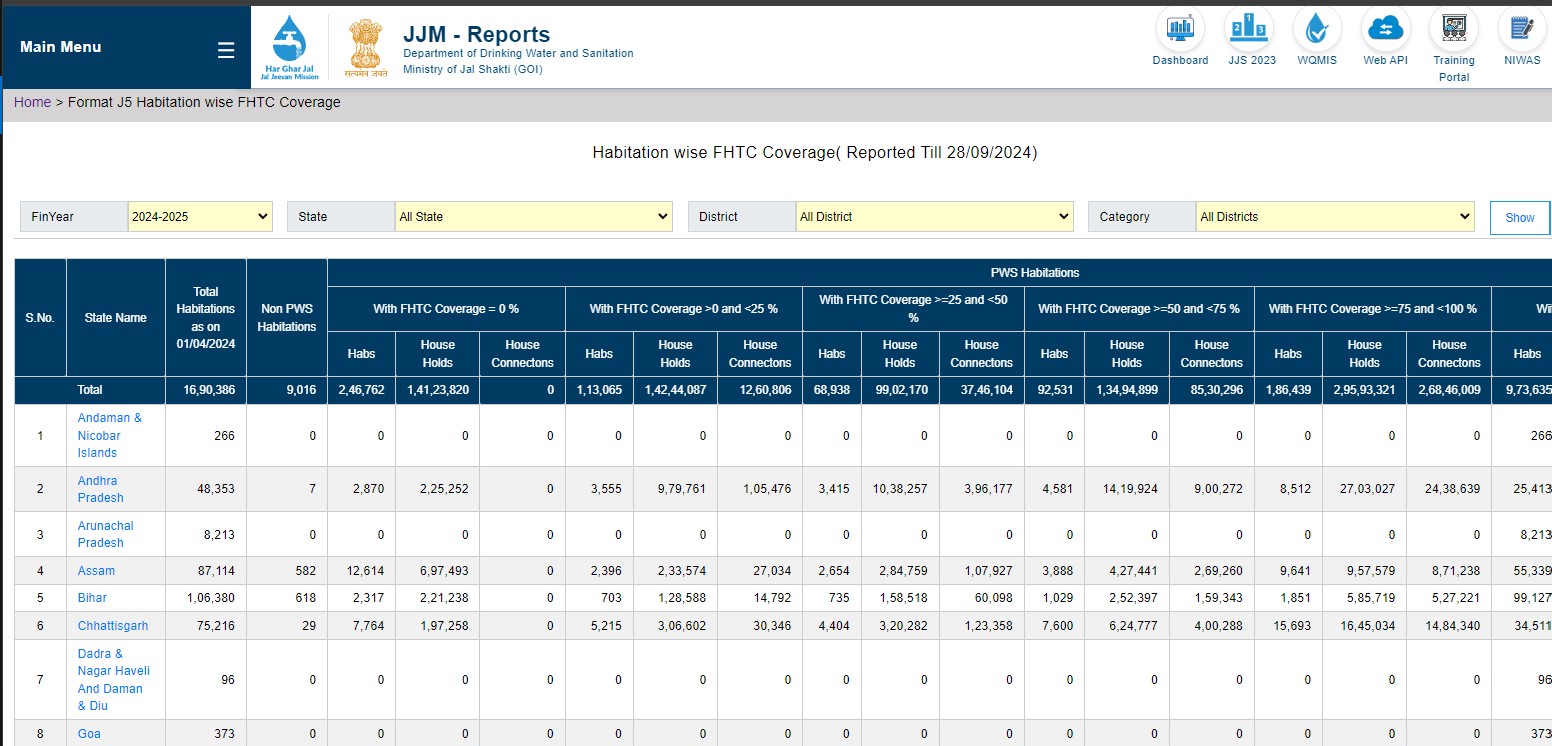 Main Menu
Har Ghar Jal
Jal Jeevan Mission
सत्यमेव जयते
JJM - Reports
Department of Drinking Water and Sanitation
Ministry of Jal Shakti (GOI)
Dashboard
JJS 2023
WQMIS
Web API
Training
Portal
NIWAS
Home > Format J5 Habitation wise FHTC Coverage
Habitation wise FHTC Coverage( Reported Till 28/09/2024)
FinYear 2024-2025 State All State District All District Category All Districts Show
PWS Habitations
S.No. State Name Total Habitations as on 01/04/2024 Non PWS Habitations With FHTC Coverage = 0 % With FHTC Coverage >0 and <25 % With FHTC Coverage >=25 and <50 % With FHTC Coverage >=50 and <75 % With FHTC Coverage >=75 and <100 % Wi
Habs House Holds House Connectons Habs House Holds House Connectons Habs House Holds House Connectons Habs House Holds House Connectons Habs House Holds House Connectons Habs
Total 16,90,386 9,016 2,46,762 1,41,23,820 0 1,13,065 1,42,44,087 12,60,806 68,938 99,02,170 37,46,104 92,531 1,34,94,899 85,30,296 1,86,439 2,95,93,321 2,68,46,009 9,73,635
1 Andaman & Nicobar Islands 266 0 0 0 0 0 0 0 0 0 0 0 0 0 0 0 0 266
2 Andhra Pradesh 48,353 7 2,870 2,25,252 0 3,555 9,79,761 1,05,476 3,415 10,38,257 3,96,177 4,581 14,19,924 9,00,272 8,512 27,03,027 24,38,639 25,413
3 Arunachal Pradesh 8,213 0 0 0 0 0 0 0 0 0 0 0 0 0 0 0 0 8,213
4 Assam 87,114 582 12,614 6,97,493 0 2,396 2,33,574 27,034 2,654 2,84,759 1,07,927 3,888 4,27,441 2,69,260 9,641 9,57,579 8,71,238 55,339
5 Bihar 1,06,380 618 2,317 2,21,238 0 703 1,28,588 14,792 735 1,58,518 60,098 1,029 2,52,397 1,59,343 1,851 5,85,719 5,27,221 99,127
6 Chhattisgarh 75,216 29 7,764 1,97,258 0 5,215 3,06,602 30,346 4,404 3,20,282 1,23,358 7,600 6,24,777 4,00,288 15,693 16,45,034 14,84,340 34,511
7 Dadra & Nagar Haveli And Daman & Diu 96 0 0 0 0 0 0 0 0 0 0 0 0 0 0 0 0 96
8 Goa 373 0 0 0 0 0 0 0 0 0 0 0 0 0 0 0 0 373